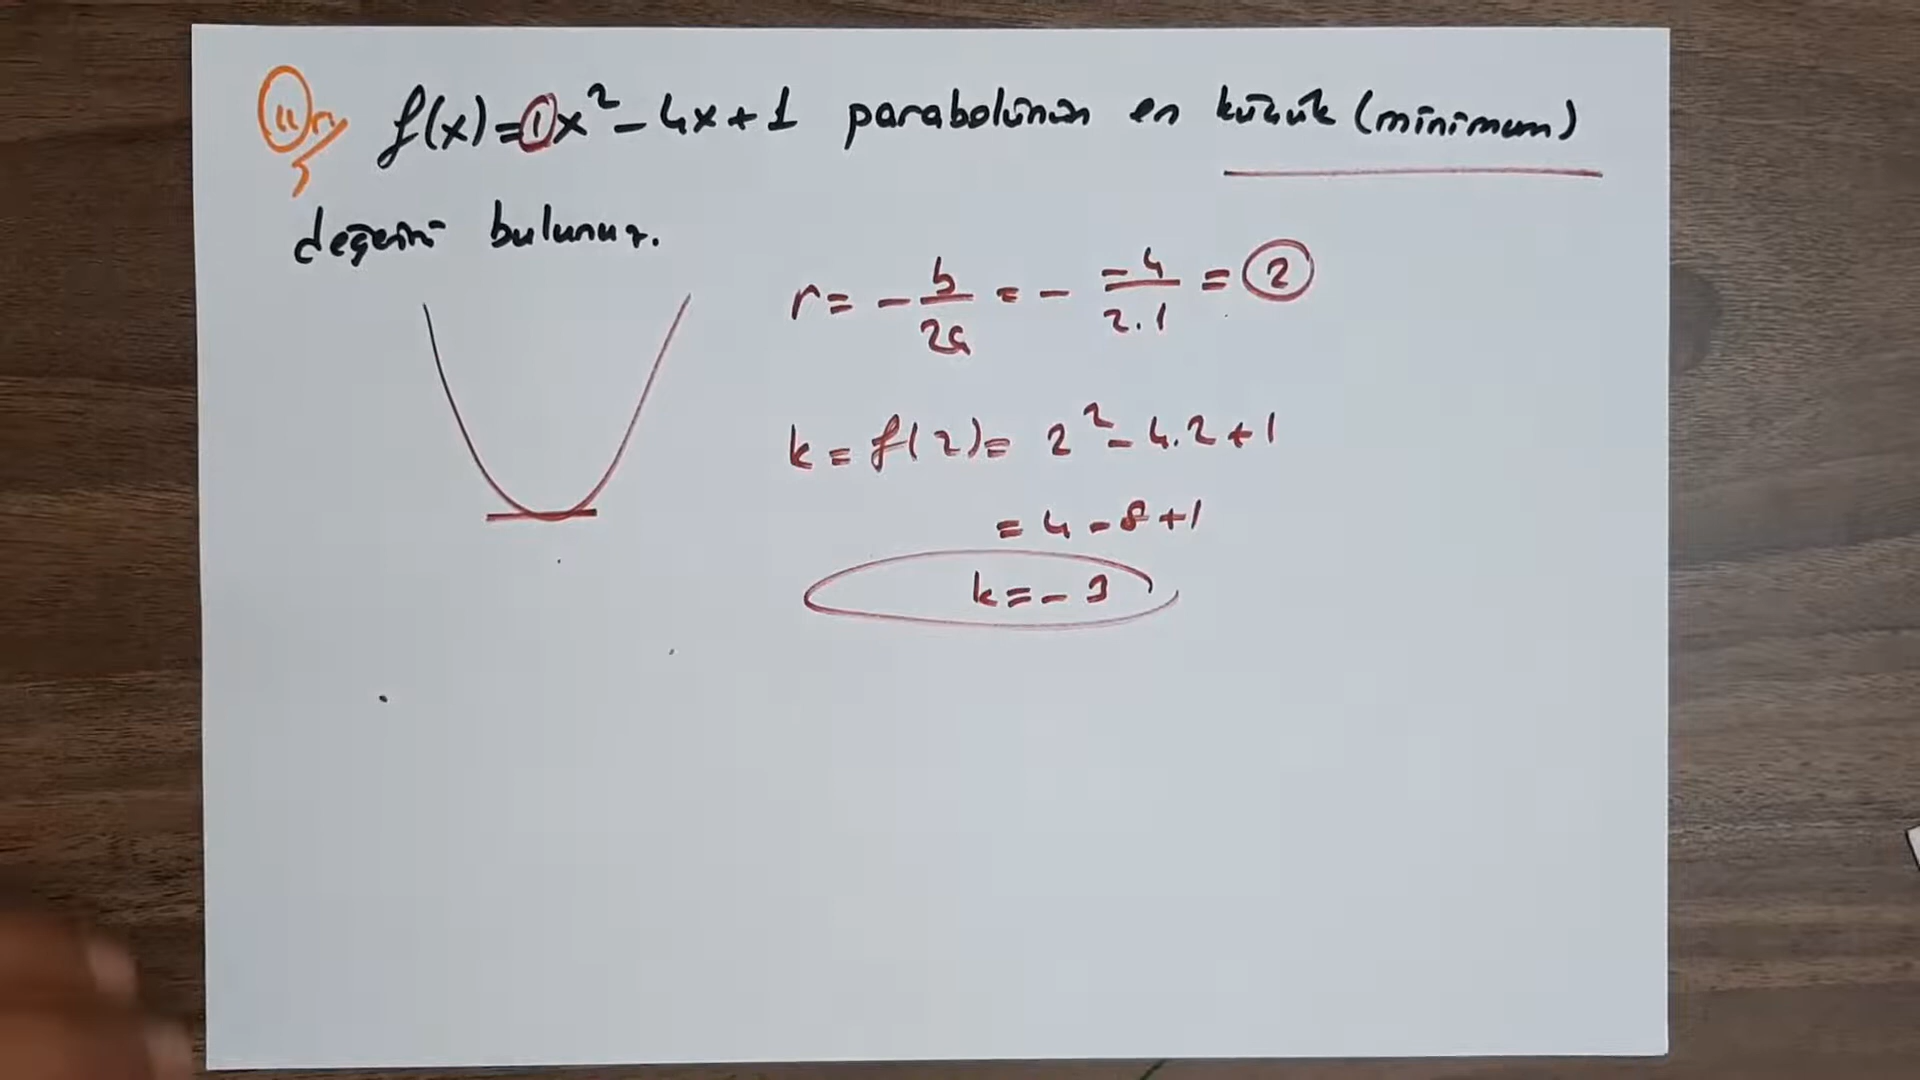 Örn/ f(x)=1x² - 4x + 1 parabolünün en küçük (minimum)
değerini bulunuz.
r = - b/2a = - -4/2.1 = 2
k = f(2) = 2² - 4.2 + 1
= 4 - 8 + 1
k = - 3